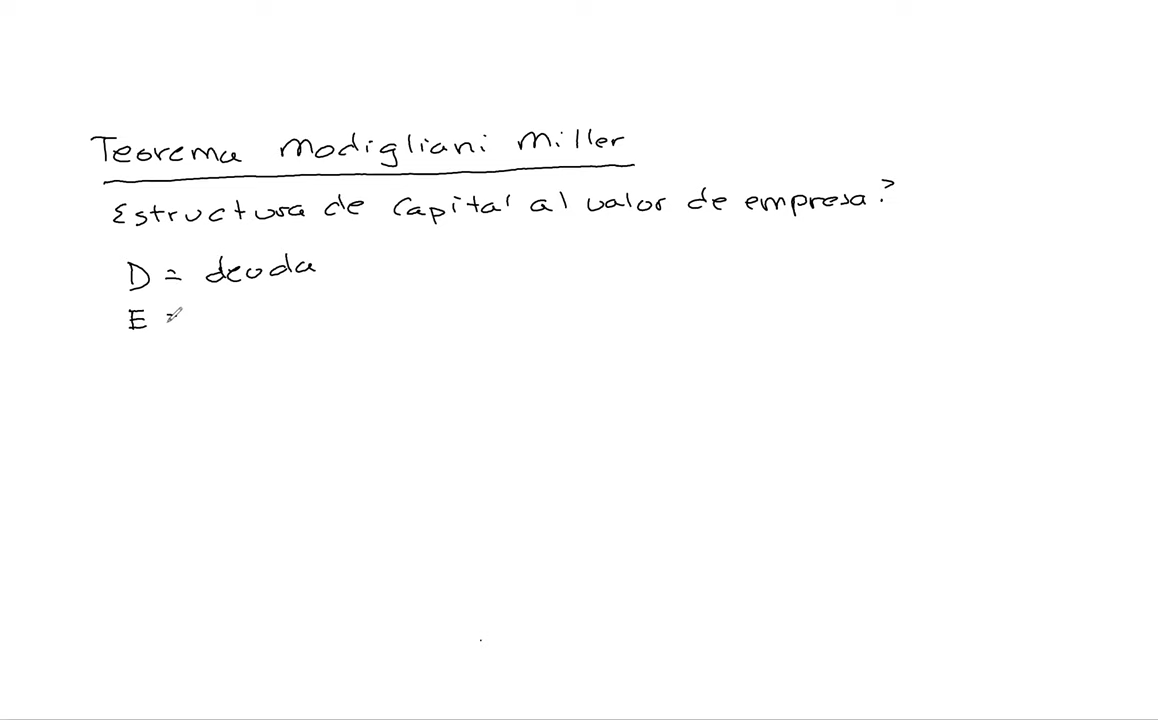 Teorema Modigliani Miller
Estructura de Capital al valor de empresa?
D = deuda
E =